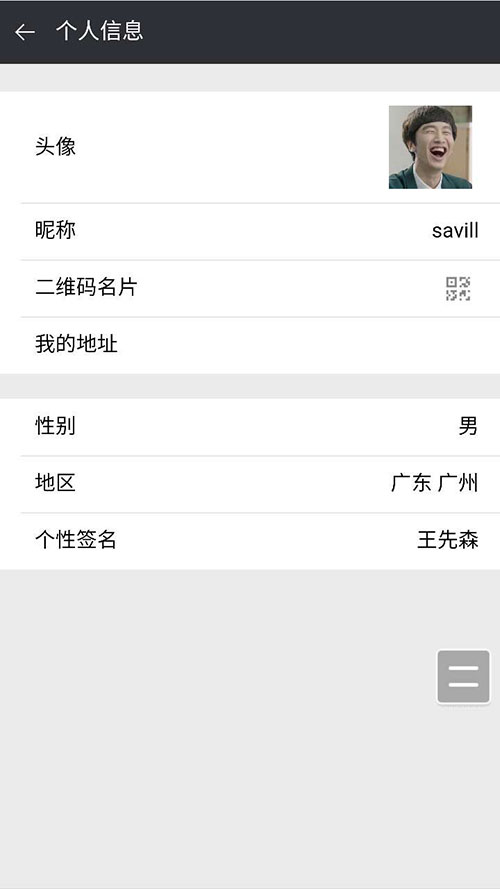 个人信息
头像
昵称 savill
二维码名片
我的地址
性别 男
地区 广东 广州
个性签名 王先森